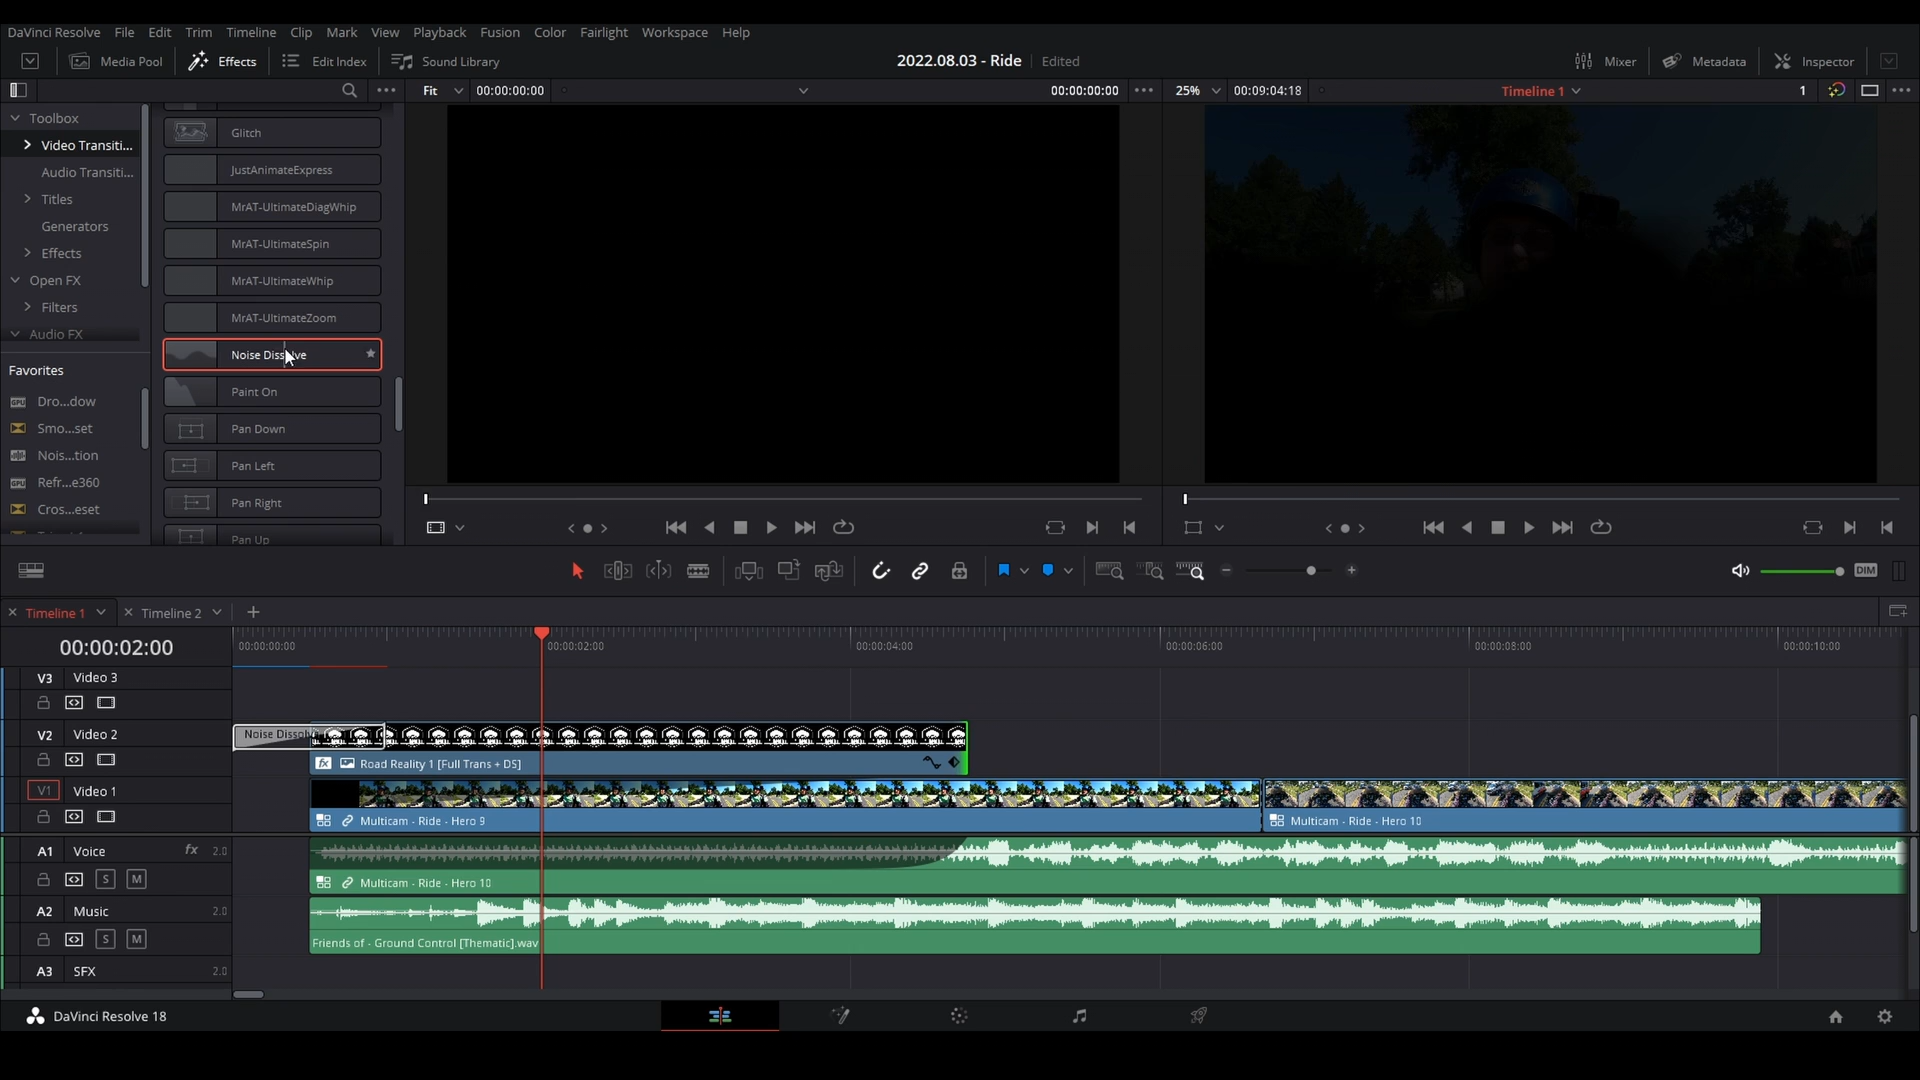 DaVinci Resolve File Edit Trim Timeline Clip Mark View Playback Fusion Color Fairlight Workspace Help
Media Pool Effects Edit Index Sound Library 2022.08.03 - Ride Edited Mixer Metadata Inspector
Fit 00:00:00:00 00:00:00:00 25% 00:09:04:18 Timeline 1 1
Toolbox
Video Transiti...
Audio Transiti...
Titles
Generators
Effects
Open FX
Filters
Audio FX
Favorites
Dro...dow
Smo...set
Nois...tion
Refr...e360
Cros...eset
Glitch
JustAnimateExpress
MrAT-UltimateDiagWhip
MrAT-UltimateSpin
MrAT-UltimateWhip
MrAT-UltimateZoom
Noise Dissolve
Paint On
Pan Down
Pan Left
Pan Right
Pan Up
DIM
Timeline 1 Timeline 2
00:00:02:00 00:00:00:00 00:00:02:00 00:00:04:00 00:00:06:00 00:00:08:00 00:00:10:00
V3 Video 3
V2 Video 2 Noise Dissolve
Road Reality 1 [Full Trans + DS]
V1 Video 1
Multicam - Ride - Hero 9 Multicam - Ride - Hero 10
A1 Voice fx 2.0
S M Multicam - Ride - Hero 10
A2 Music 2.0
S M Friends of - Ground Control [Thematic].wav
A3 SFX 2.0
DaVinci Resolve 18